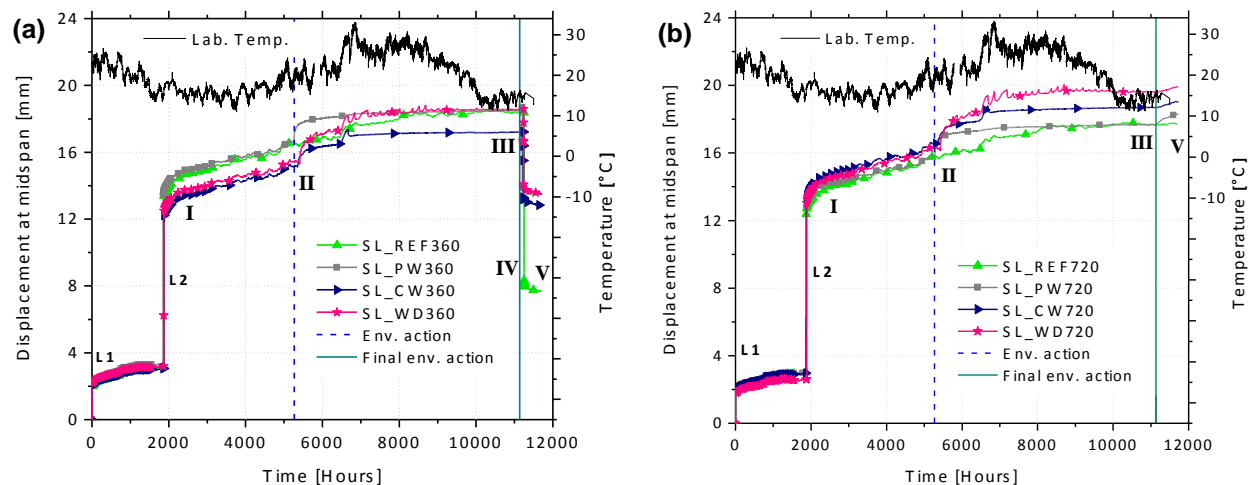 (a)
24
20
16
12
8
4
0
Displacement at midspan [mm]
0
2000
4000
6000
8000
10000
12000
Time [Hours]
30
20
10
0
-10
Temperature [°C]
Lab. Temp.
L1
L2
I
II
III
IV
V
SL_REF360
SL_PW360
SL_CW360
SL_WD360
Env. action
Final env. action
(b)
24
20
16
12
8
4
0
Displacement at midspan [mm]
0
2000
4000
6000
8000
10000
12000
Time [Hours]
30
20
10
0
-10
Temperature [°C]
Lab. Temp.
L1
L2
I
II
III
V
SL_REF720
SL_PW720
SL_CW720
SL_WD720
Env. action
Final env. action